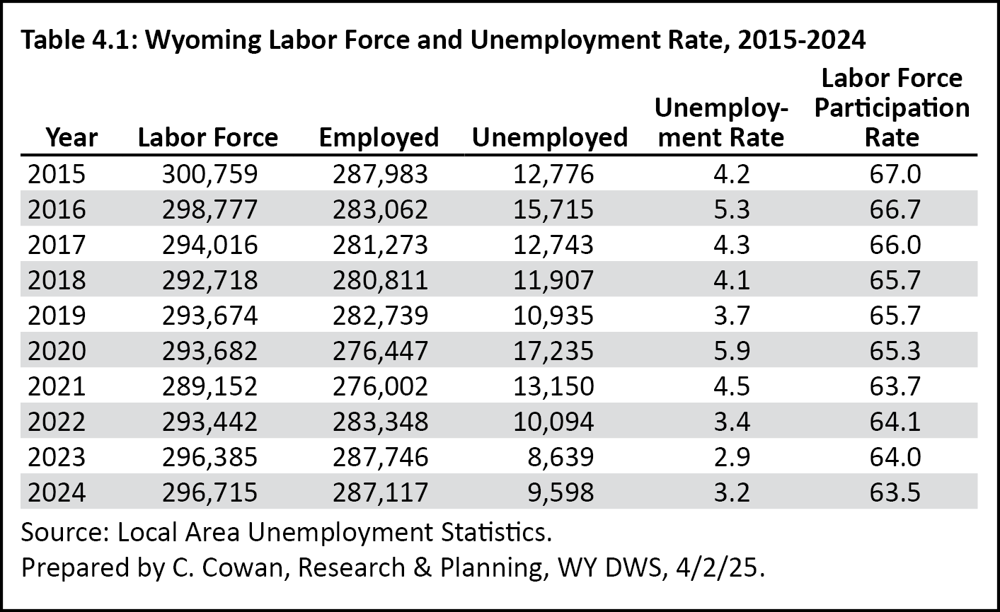 Table 4.1: Wyoming Labor Force and Unemployment Rate, 2015-2024
Year Labor Force Employed Unemployed Unemploy-ment Rate Labor Force Participation Rate
2015 300,759 287,983 12,776 4.2 67.0
2016 298,777 283,062 15,715 5.3 66.7
2017 294,016 281,273 12,743 4.3 66.0
2018 292,718 280,811 11,907 4.1 65.7
2019 293,674 282,739 10,935 3.7 65.7
2020 293,682 276,447 17,235 5.9 65.3
2021 289,152 276,002 13,150 4.5 63.7
2022 293,442 283,348 10,094 3.4 64.1
2023 296,385 287,746 8,639 2.9 64.0
2024 296,715 287,117 9,598 3.2 63.5
Source: Local Area Unemployment Statistics.
Prepared by C. Cowan, Research & Planning, WY DWS, 4/2/25.